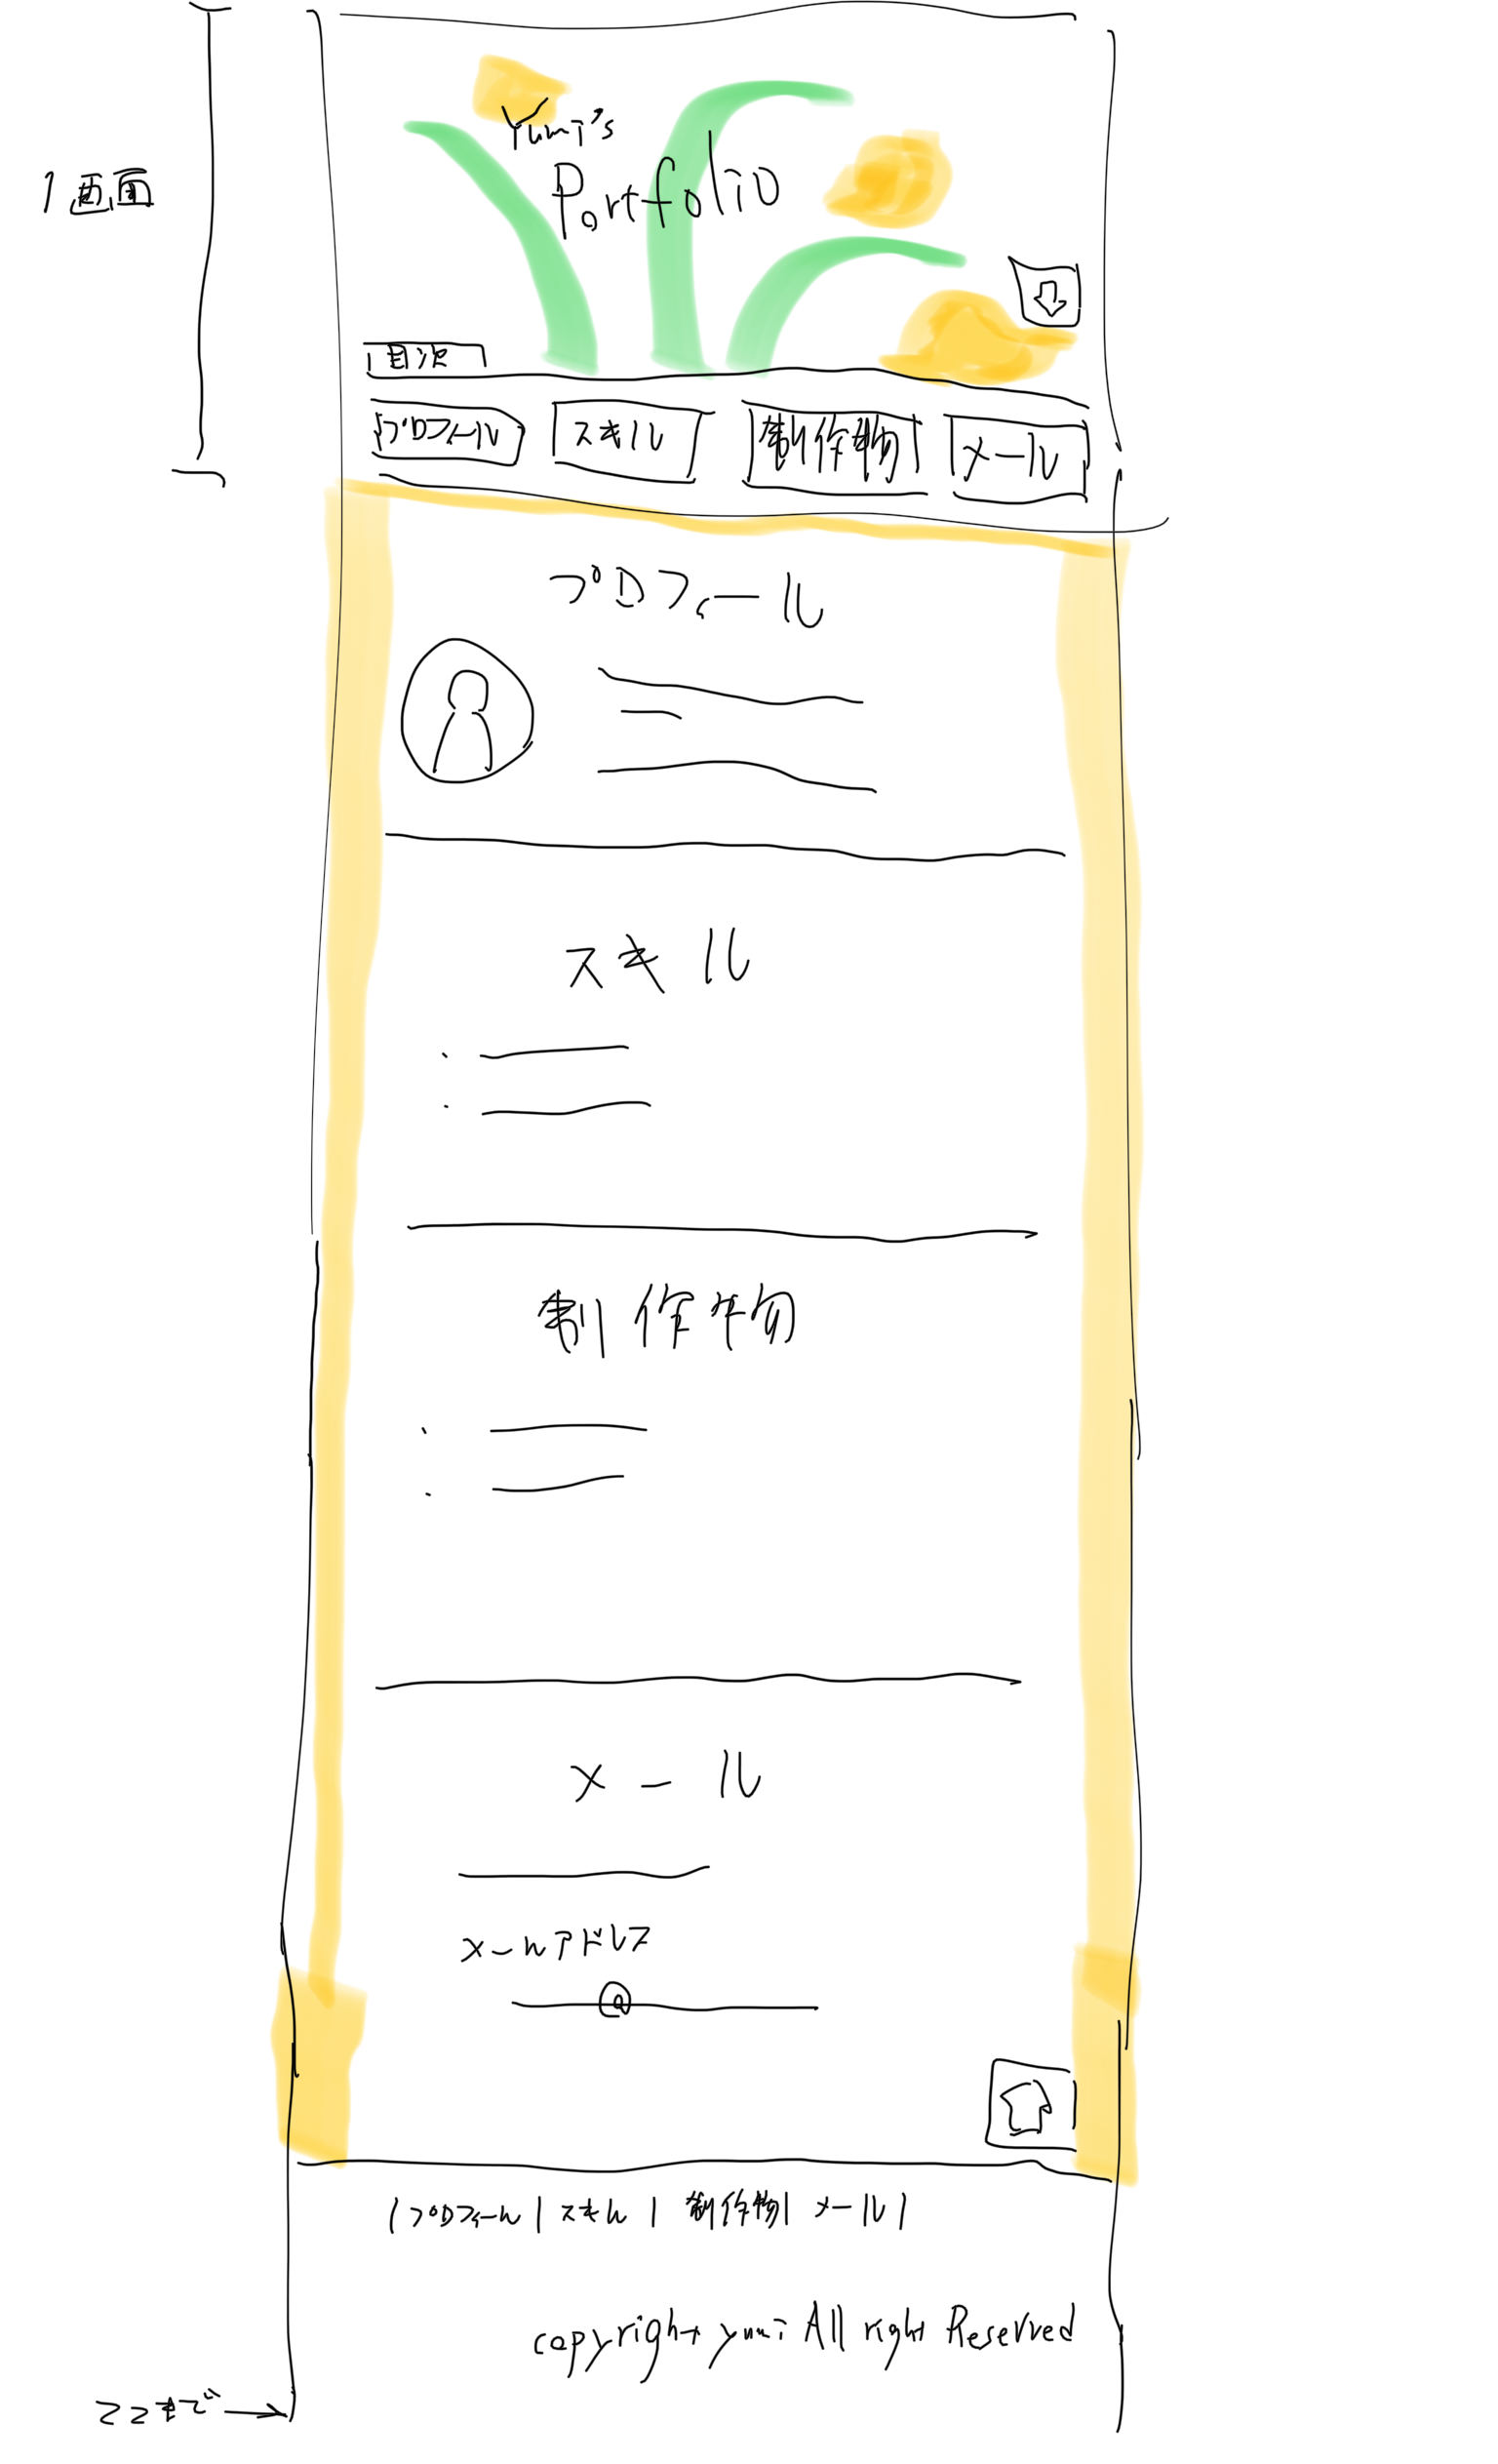 1画面
Yumi's
Portfolio
目次
プロフィール スキル 制作物 メール
プロフィール
スキル
制作物
メール
メールアドレス
@
| プロフィール | スキル | 制作物 | メール |
copyright yumi All right Reserved
ここまで→